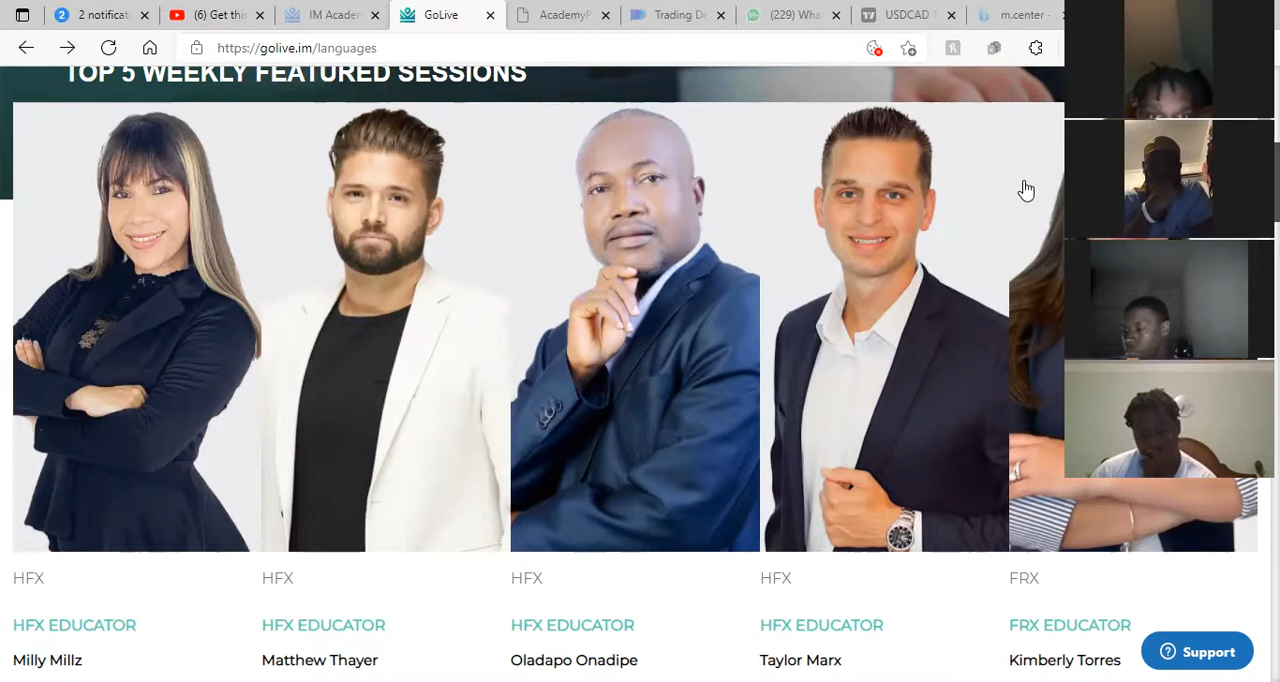 2 notificat
(6) Get this
IM Academ
GoLive
AcademyP
Trading De
(229) Wha
USDCAD
m.center -
https://golive.im/languages
TOP 5 WEEKLY FEATURED SESSIONS
HFX
HFX
HFX
HFX
FRX
HFX EDUCATOR
HFX EDUCATOR
HFX EDUCATOR
HFX EDUCATOR
FRX EDUCATOR
Milly Millz
Matthew Thayer
Oladapo Onadipe
Taylor Marx
Kimberly Torres
Support